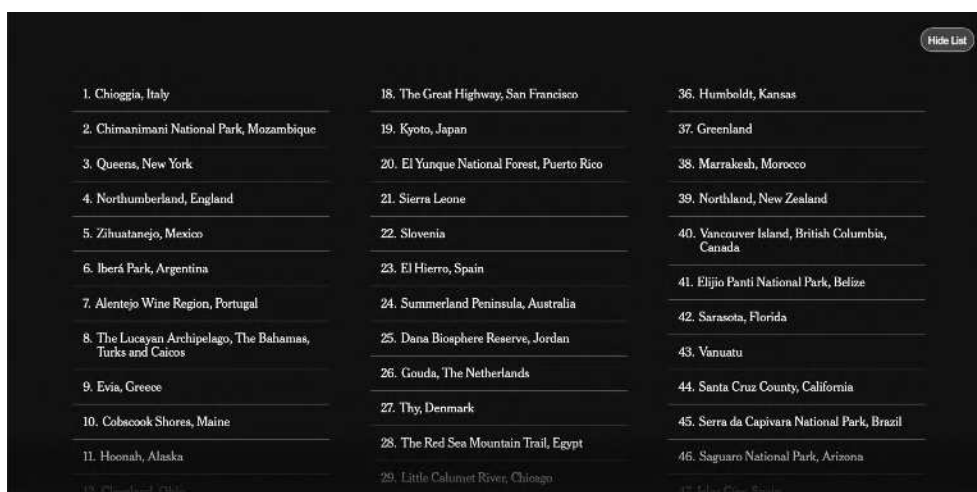 Hide List
1. Chioggia, Italy
2. Chimanimani National Park, Mozambique
3. Queens, New York
4. Northumberland, England
5. Zihuatanejo, Mexico
6. Iberá Park, Argentina
7. Alentejo Wine Region, Portugal
8. The Lucayan Archipelago, The Bahamas,
Turks and Caicos
9. Evia, Greece
10. Cobscook Shores, Maine
11. Hoonah, Alaska
12. Cleveland, Ohio
18. The Great Highway, San Francisco
19. Kyoto, Japan
20. El Yunque National Forest, Puerto Rico
21. Sierra Leone
22. Slovenia
23. El Hierro, Spain
24. Summerland Peninsula, Australia
25. Dana Biosphere Reserve, Jordan
26. Gouda, The Netherlands
27. Thy, Denmark
28. The Red Sea Mountain Trail, Egypt
29. Little Calumet River, Chicago
36. Humboldt, Kansas
37. Greenland
38. Marrakesh, Morocco
39. Northland, New Zealand
40. Vancouver Island, British Columbia,
Canada
41. Elijio Panti National Park, Belize
42. Sarasota, Florida
43. Vanuatu
44. Santa Cruz County, California
45. Serra da Capivara National Park, Brazil
46. Saguaro National Park, Arizona